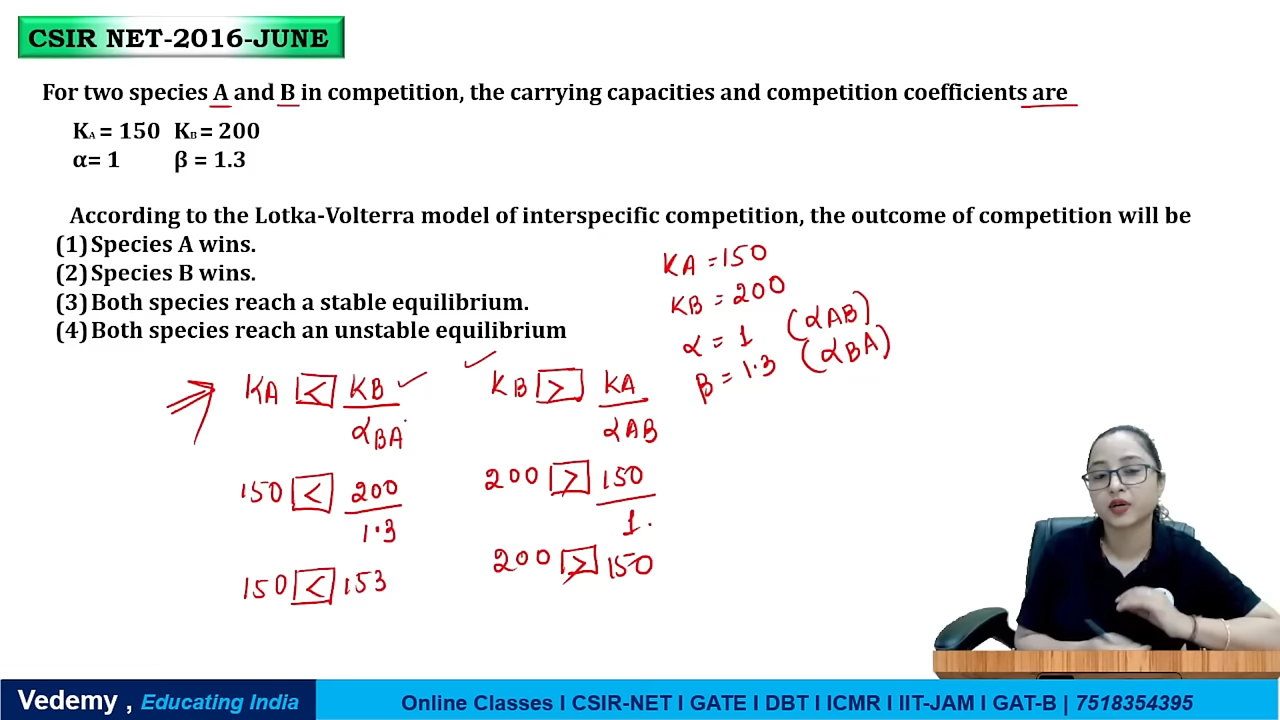 CSIR NET-2016-JUNE
For two species A and B in competition, the carrying capacities and competition coefficients are
KA = 150 KB = 200
α= 1 β = 1.3
According to the Lotka-Volterra model of interspecific competition, the outcome of competition will be
(1) Species A wins.
(2) Species B wins.
(3) Both species reach a stable equilibrium.
(4) Both species reach an unstable equilibrium
KA = 150
KB = 200
α = 1 (αAB)
β = 1.3 (αBA)
KA < KB / αBA
150 < 200 / 1.3
150 < 153
KB > KA / αAB
200 > 150 / 1.
200 > 150
Vedemy , Educating India
Online Classes I CSIR-NET I GATE I DBT I ICMR I IIT-JAM I GAT-B | 7518354395